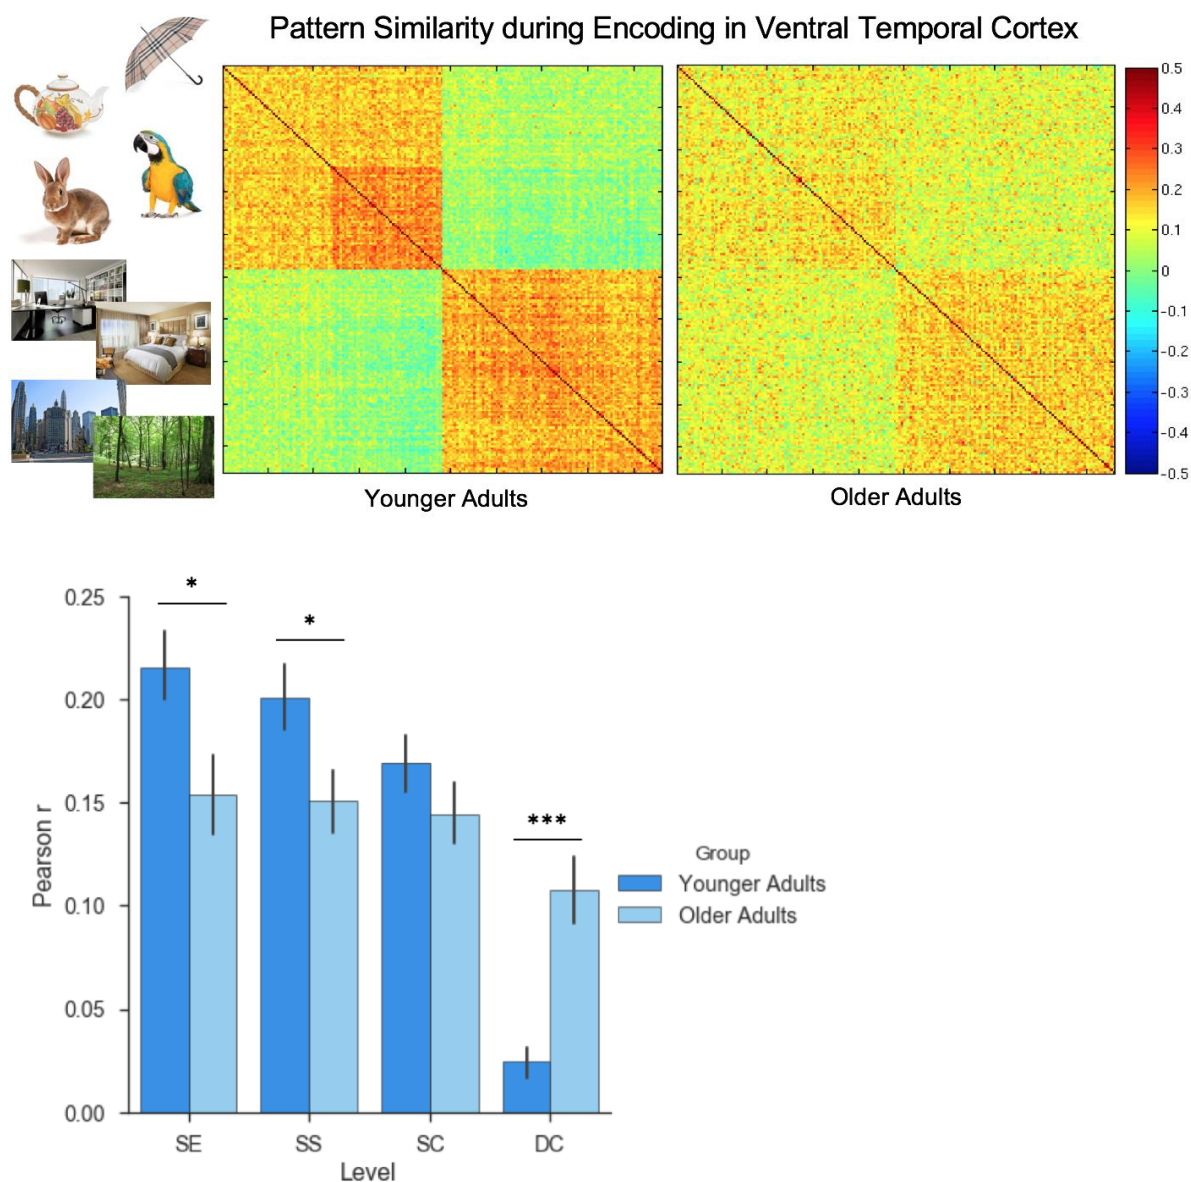 Pattern Similarity during Encoding in Ventral Temporal Cortex
0.5
0.4
0.3
0.2
0.1
0
-0.1
-0.2
-0.3
-0.4
-0.5
Younger Adults
Older Adults
*
*
***
0.25
0.20
0.15
0.10
0.05
0.00
Pearson r
SE
SS
SC
DC
Level
Group
Younger Adults
Older Adults